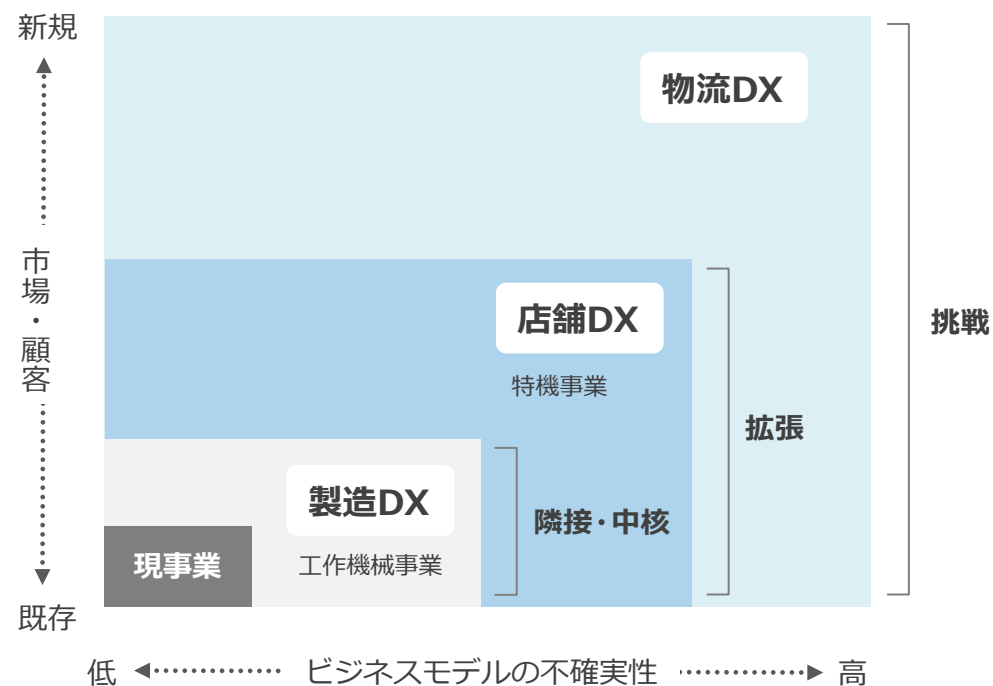 新規
物流DX
市場・顧客
店舗DX
特機事業
挑戦
拡張
製造DX
隣接・中核
現事業
工作機械事業
既存
低
ビジネスモデルの不確実性
高